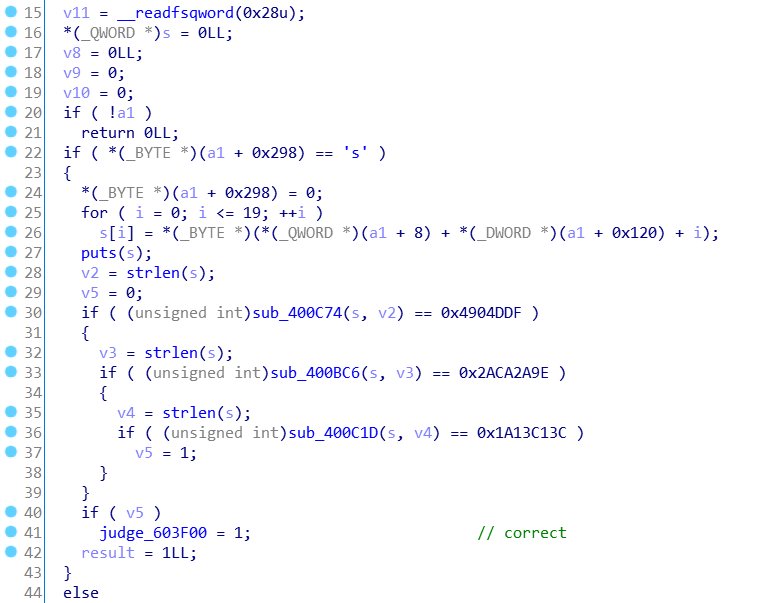 15 v11 = __readfsqword(0x28u);
16 *(_QWORD *)s = 0LL;
17 v8 = 0LL;
18 v9 = 0;
19 v10 = 0;
20 if ( !a1 )
21 return 0LL;
22 if ( *(_BYTE *)(a1 + 0x298) == 's' )
23 {
24 *(_BYTE *)(a1 + 0x298) = 0;
25 for ( i = 0; i <= 19; ++i )
26 s[i] = *(_BYTE *)(*(_QWORD *)(a1 + 8) + *(_DWORD *)(a1 + 0x120) + i);
27 puts(s);
28 v2 = strlen(s);
29 v5 = 0;
30 if ( (unsigned int)sub_400C74(s, v2) == 0x4904DDF )
31 {
32 v3 = strlen(s);
33 if ( (unsigned int)sub_400BC6(s, v3) == 0x2ACA2A9E )
34 {
35 v4 = strlen(s);
36 if ( (unsigned int)sub_400C1D(s, v4) == 0x1A13C13C )
37 v5 = 1;
38 }
39 }
40 if ( v5 )
41 judge_603F00 = 1; // correct
42 result = 1LL;
43 }
44 else